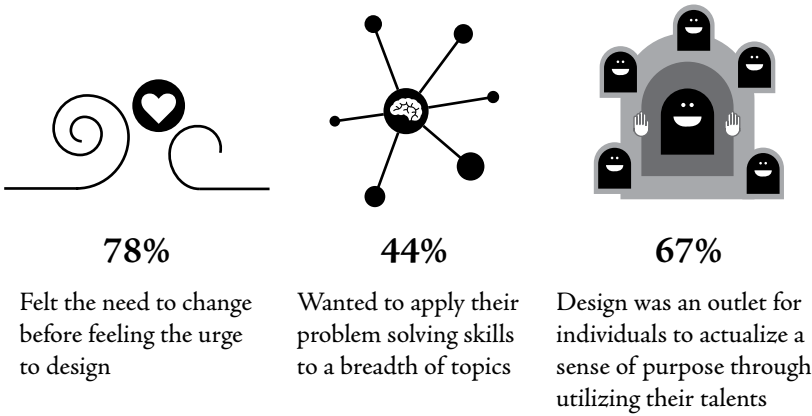 78%
Felt the need to change
before feeling the urge
to design
44%
Wanted to apply their
problem solving skills
to a breadth of topics
67%
Design was an outlet for
individuals to actualize a
sense of purpose through
utilizing their talents